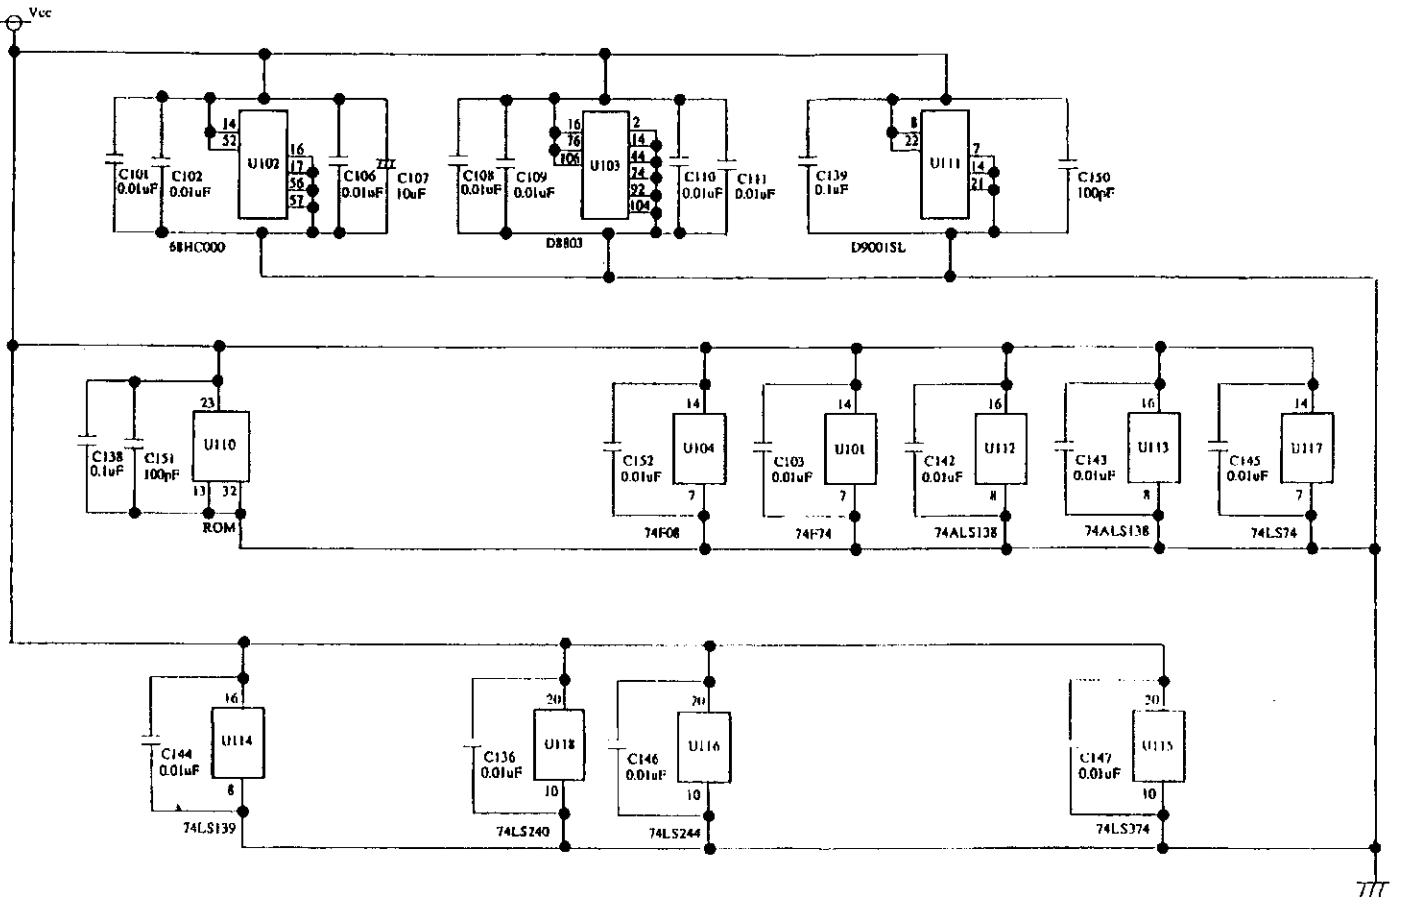 Vcc
14
52
U102
16
17
56
57
C101
0.01uF
C102
0.01uF
C106
0.01uF
C107
10uF
68HC000
16
76
106
U103
2
14
44
74
92
104
C108
0.01uF
C109
0.01uF
C110
0.01uF
C111
0.01uF
D8803
8
22
U111
7
14
21
C139
0.1uF
C150
100pF
D9001SL
23
U110
13 32
C138
0.1uF
C151
100pF
ROM
14
U104
7
C152
0.01uF
74F08
14
U101
7
C103
0.01uF
74F74
16
U112
8
C142
0.01uF
74ALS138
16
U113
8
C143
0.01uF
74ALS138
14
U117
7
C145
0.01uF
74LS74
16
U114
8
C144
0.01uF
74LS139
20
U118
10
C136
0.01uF
74LS240
20
U116
10
C146
0.01uF
74LS244
20
U115
10
C147
0.01uF
74LS374